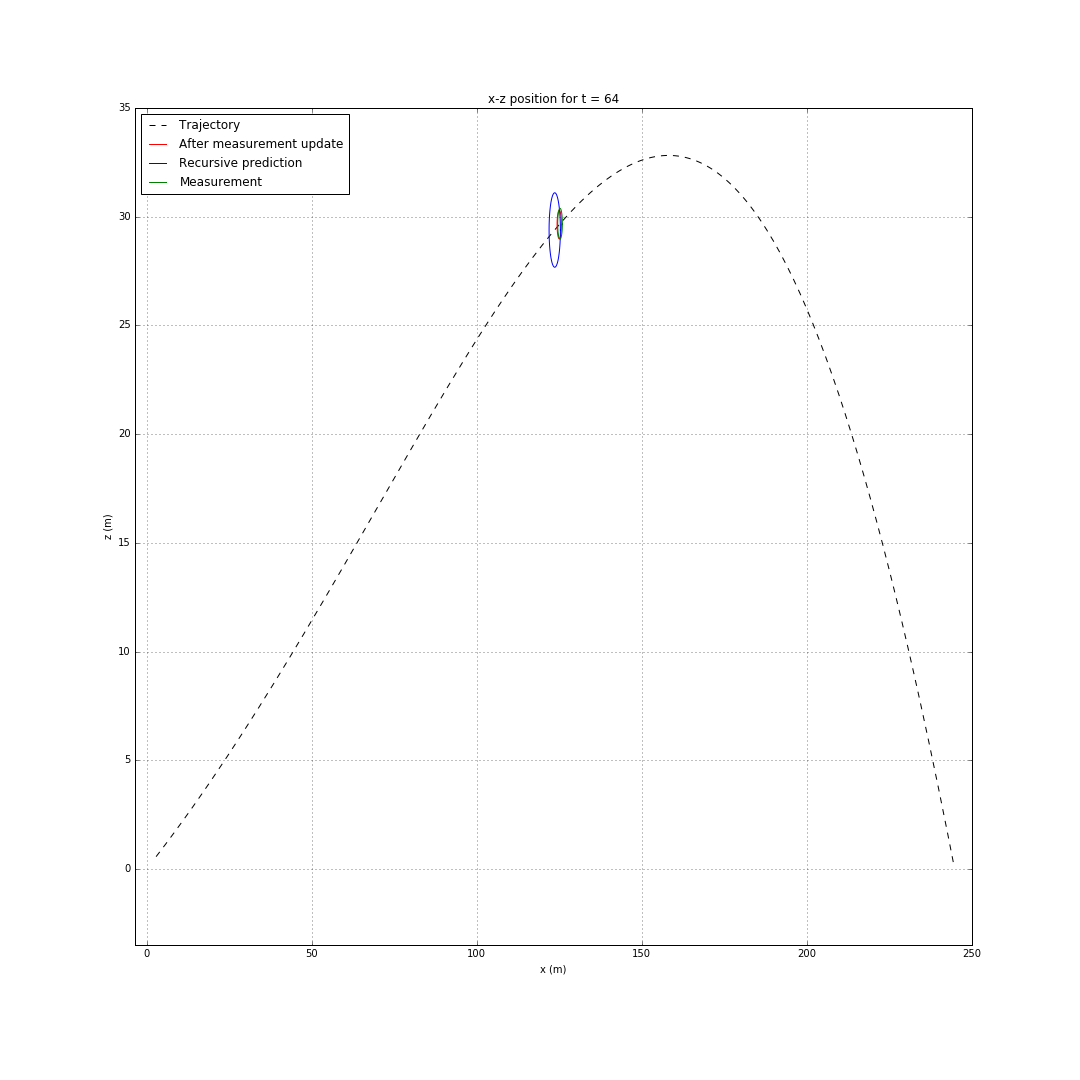 x-z position for t = 64
35
Trajectory
After measurement update
Recursive prediction
Measurement
30
25
20
15
10
5
0
z (m)
0 50 100 150 200 250
x (m)